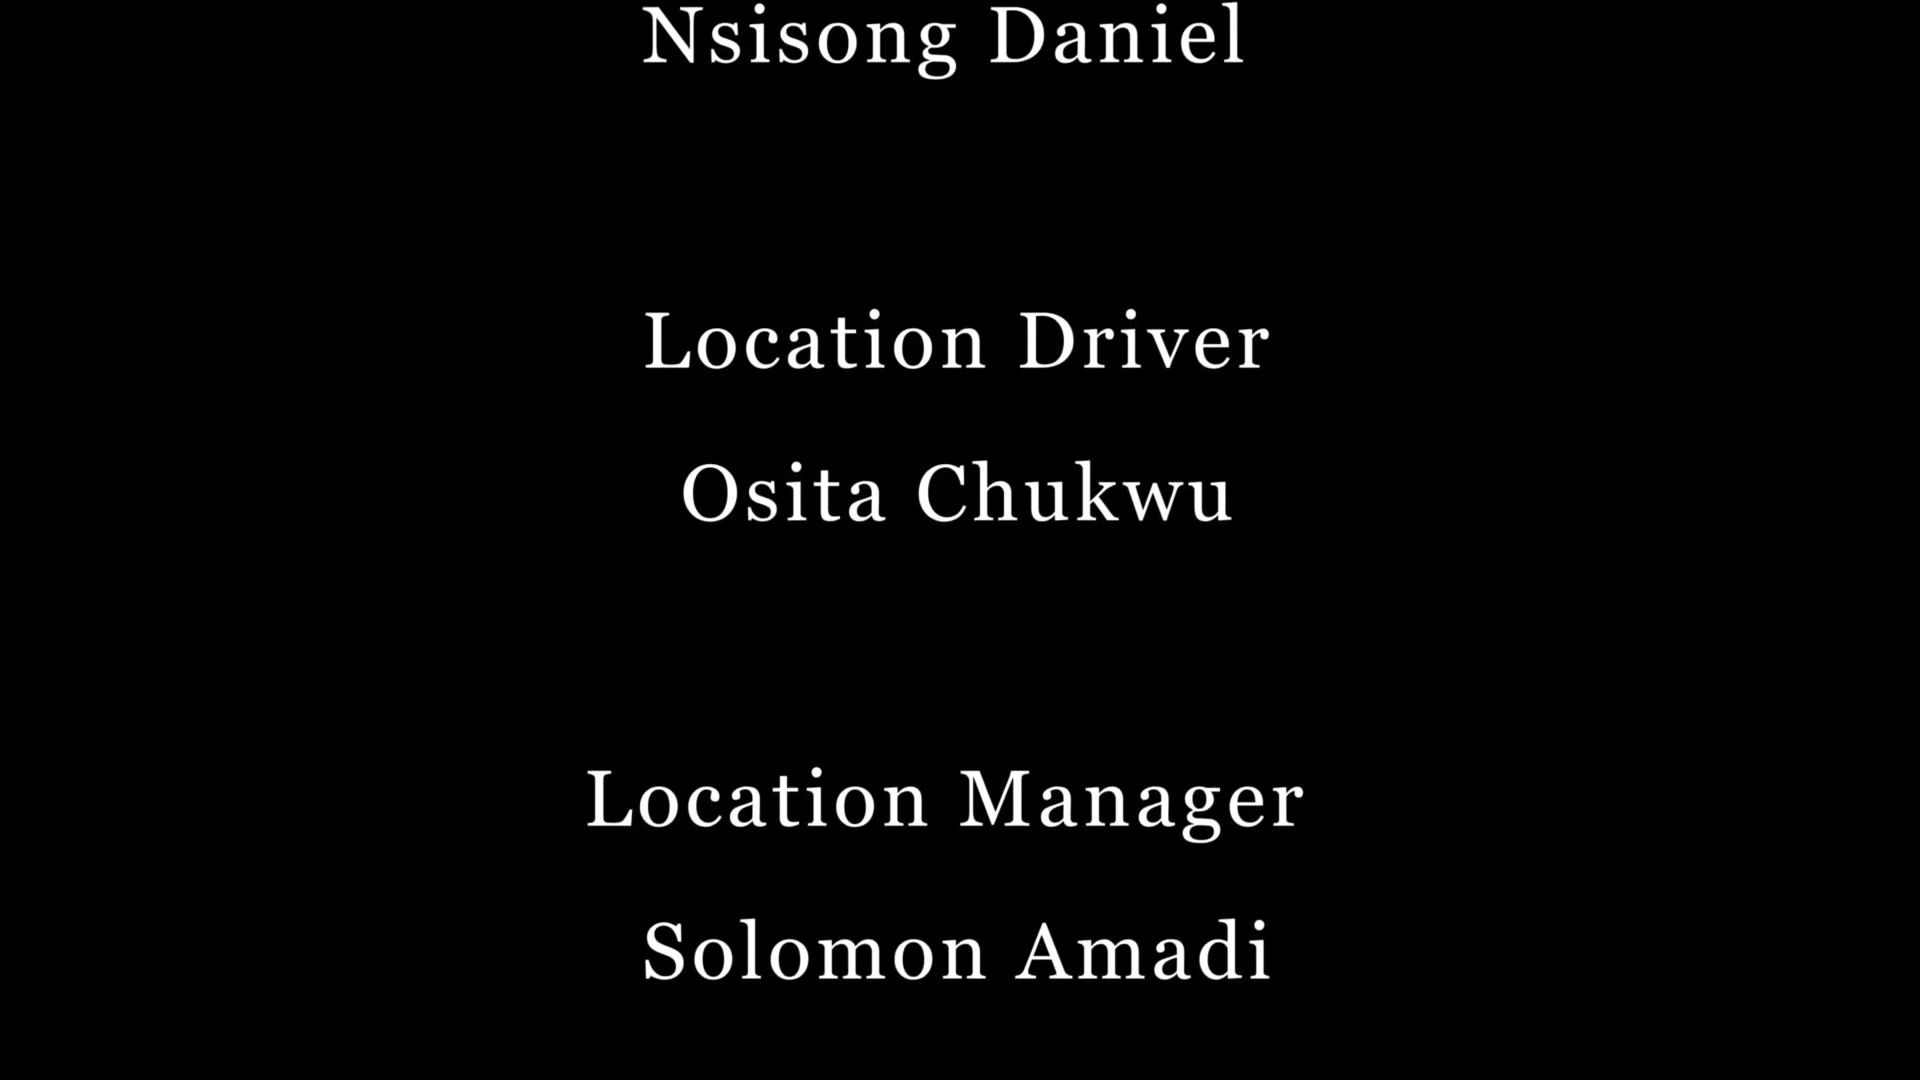 Nsisong Daniel
Location Driver
Osita Chukwu
Location Manager
Solomon Amadi